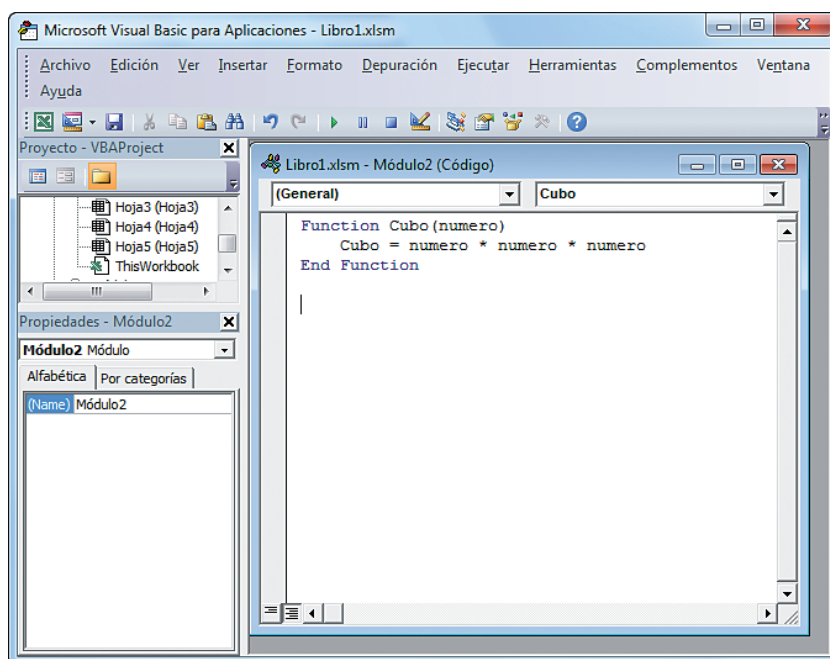 Microsoft Visual Basic para Aplicaciones - Libro1.xlsm
Archivo Edición Ver Insertar Formato Depuración Ejecutar Herramientas Complementos Ventana
Ayuda
Proyecto - VBAProject
Hoja3 (Hoja3)
Hoja4 (Hoja4)
Hoja5 (Hoja5)
ThisWorkbook
Propiedades - Módulo2
Módulo2 Módulo
Alfabética Por categorías
(Name) Módulo2
Libro1.xlsm - Módulo2 (Código)
(General) Cubo
Function Cubo(numero)
Cubo = numero * numero * numero
End Function